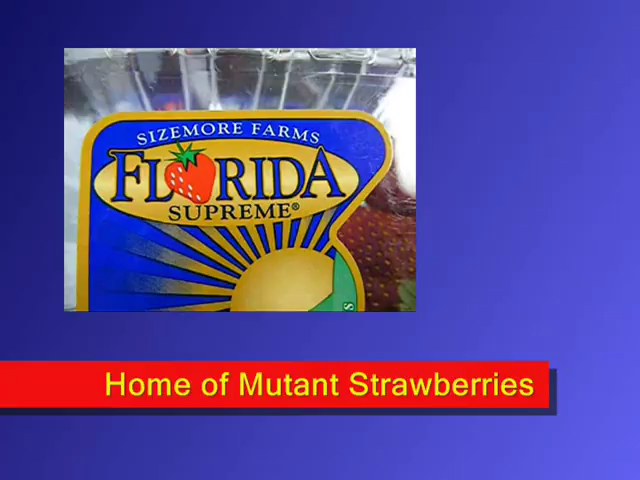 SIZEMORE FARMS
FLORIDA
SUPREME®
S
Home of Mutant Strawberries